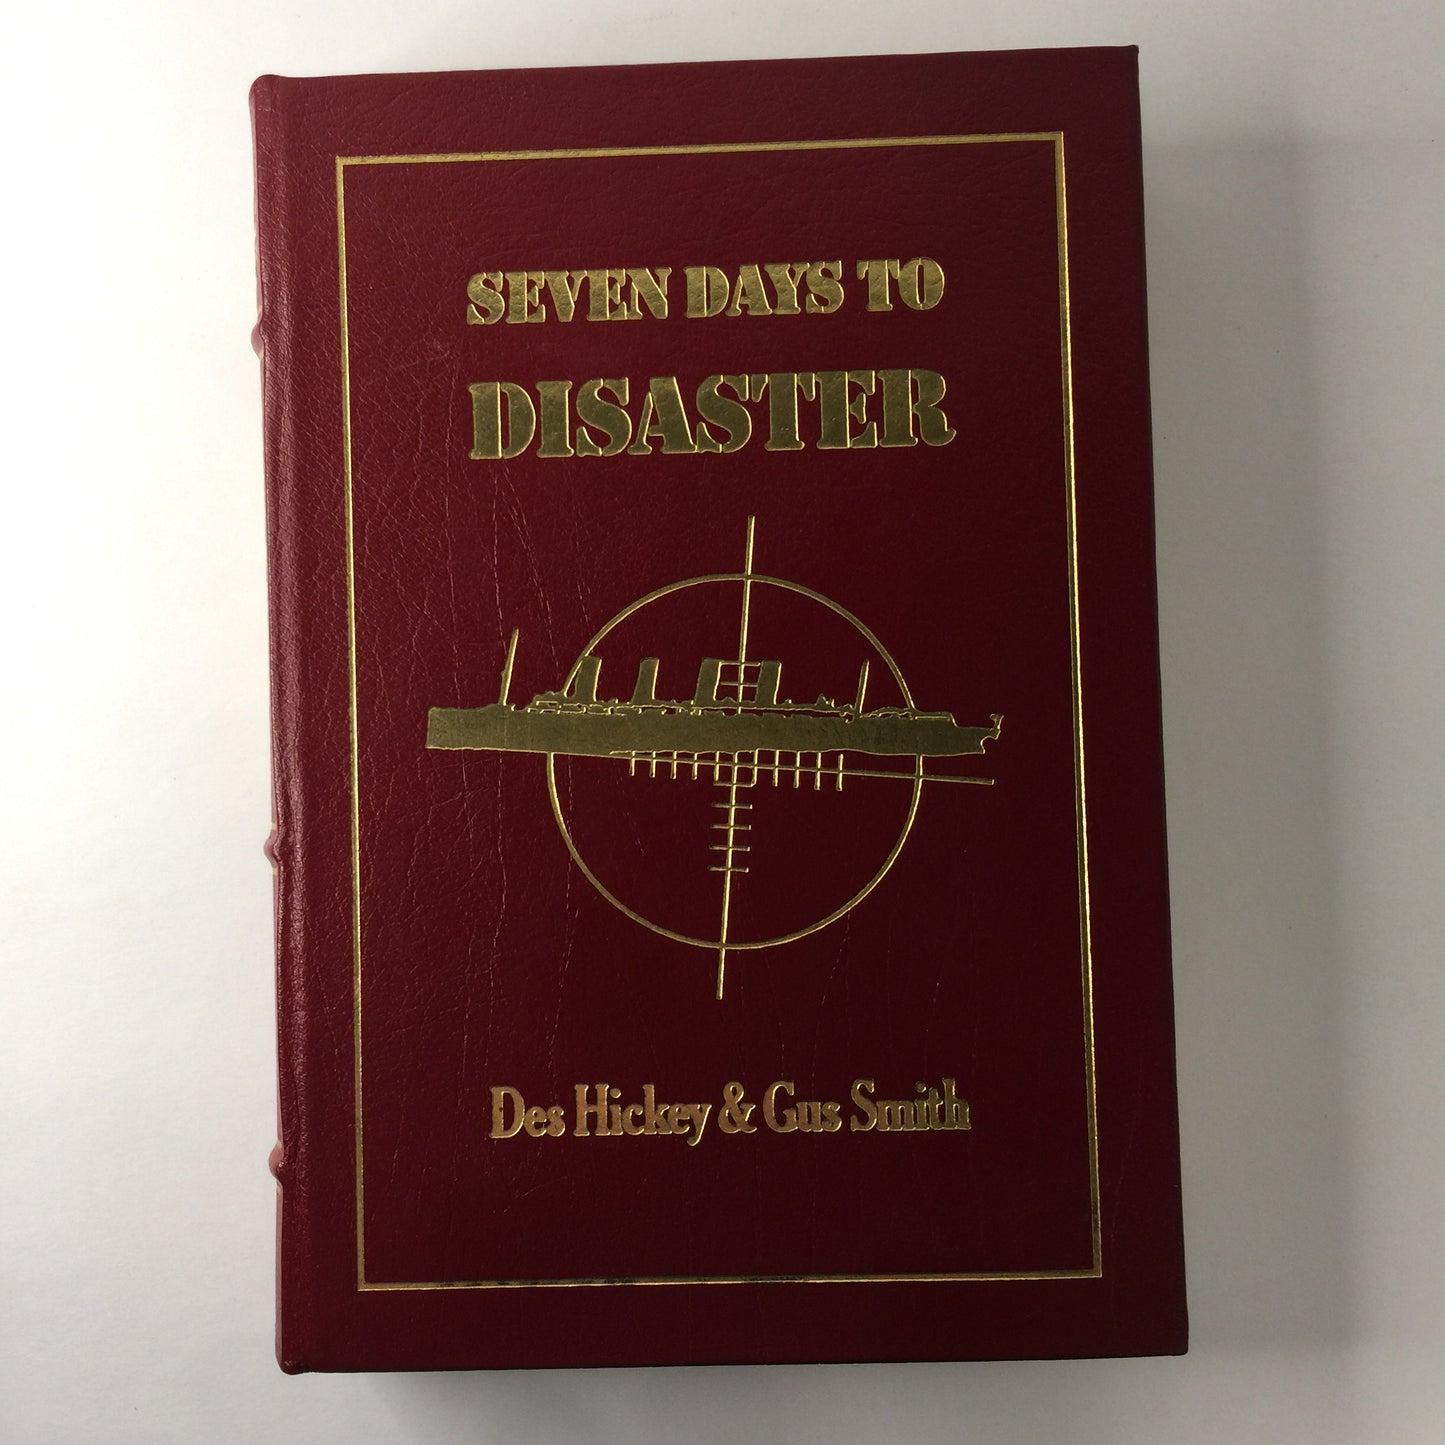 SEVEN DAYS TO
DISASTER
Des Hickey & Gus Smith